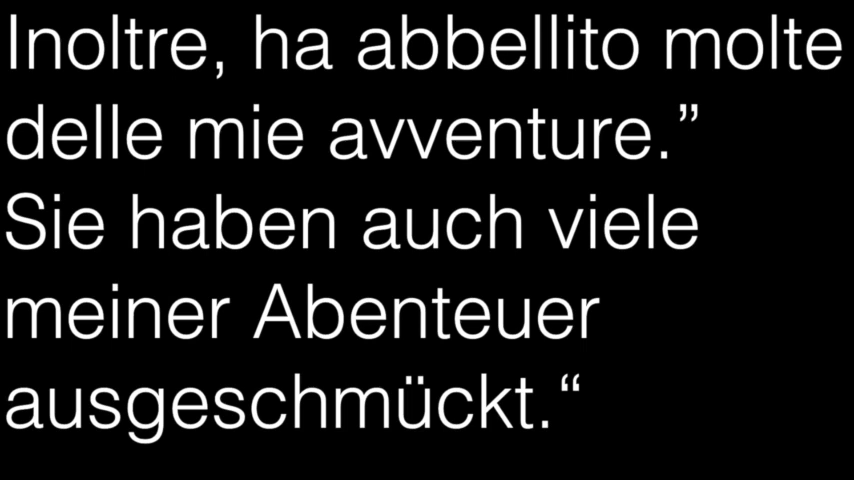 Inoltre, ha abbellito molte
delle mie avventure.”
Sie haben auch viele
meiner Abenteuer
ausgeschmückt.“